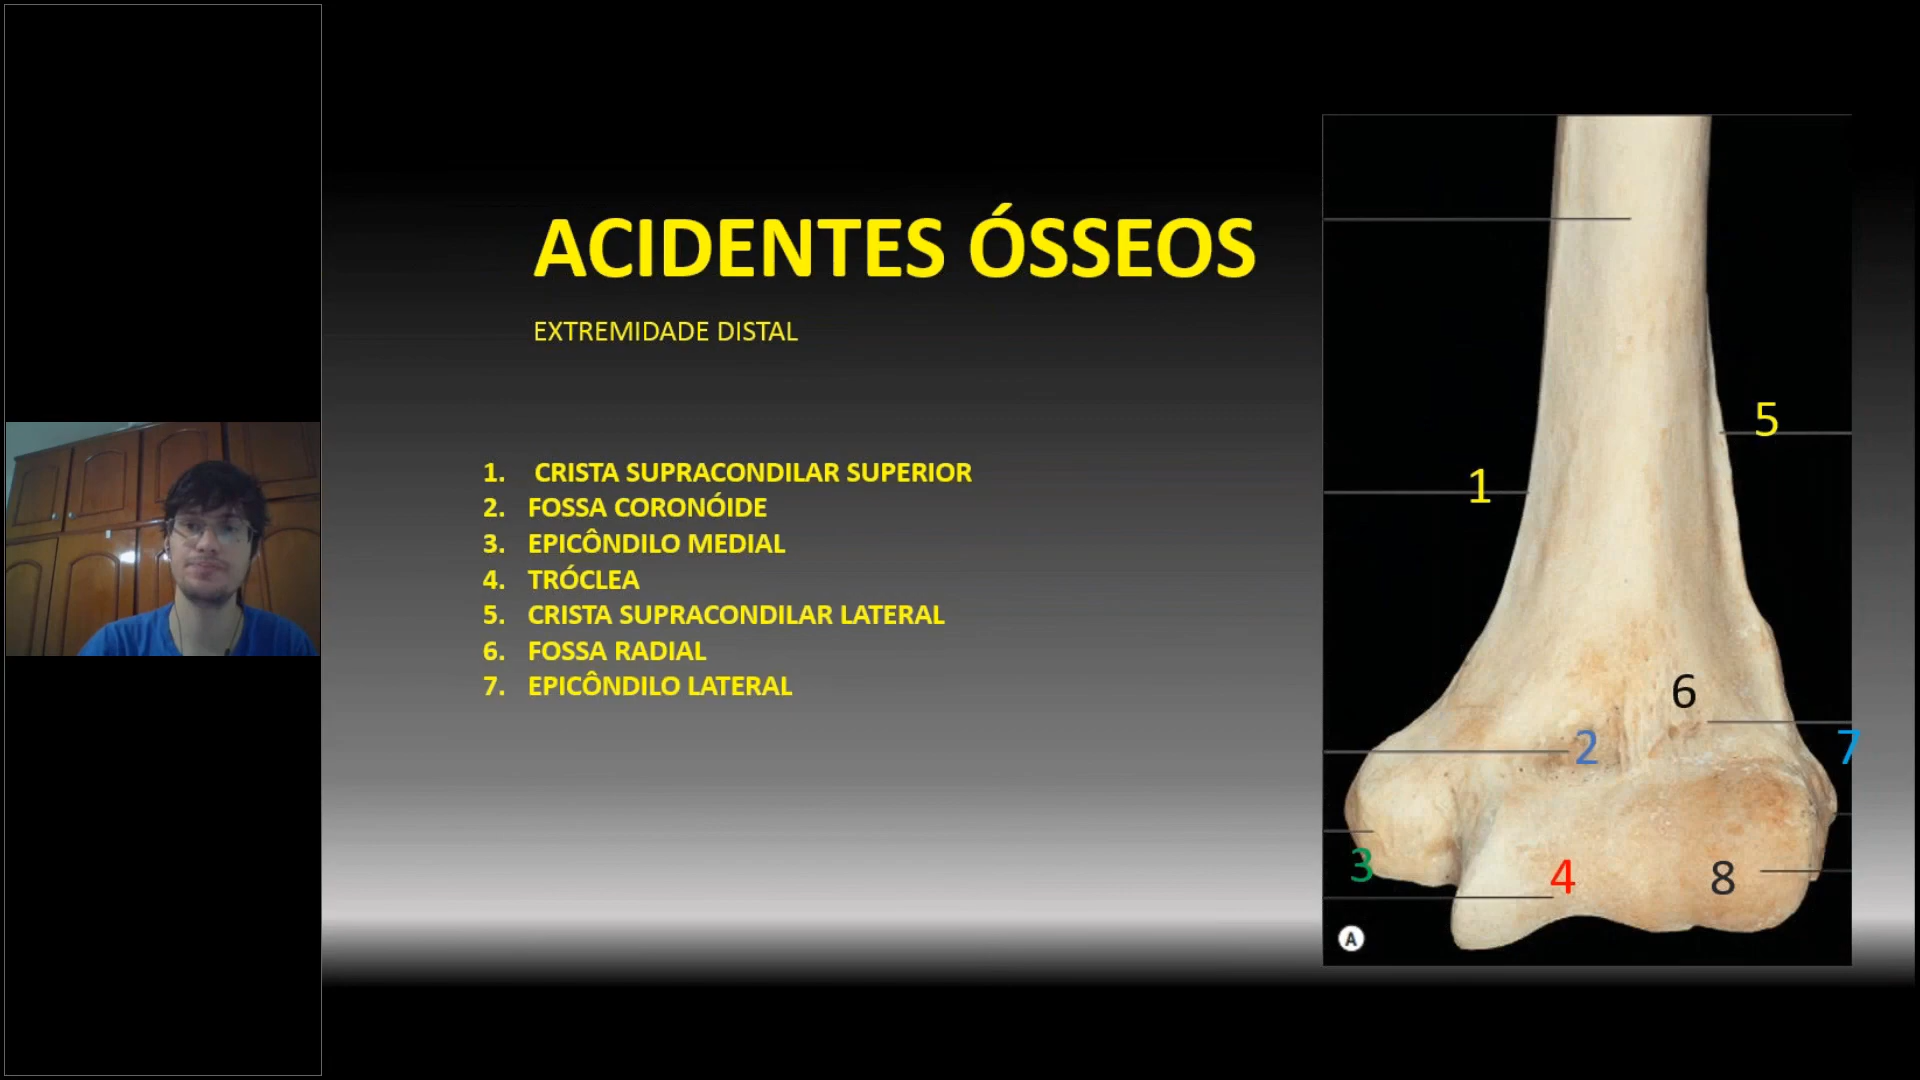 ACIDENTES ÓSSEOS
EXTREMIDADE DISTAL
1. CRISTA SUPRACONDILAR SUPERIOR
2. FOSSA CORONÓIDE
3. EPICÔNDILO MEDIAL
4. TRÓCLEA
5. CRISTA SUPRACONDILAR LATERAL
6. FOSSA RADIAL
7. EPICÔNDILO LATERAL
5
1
6
2
7
3
4
8
A